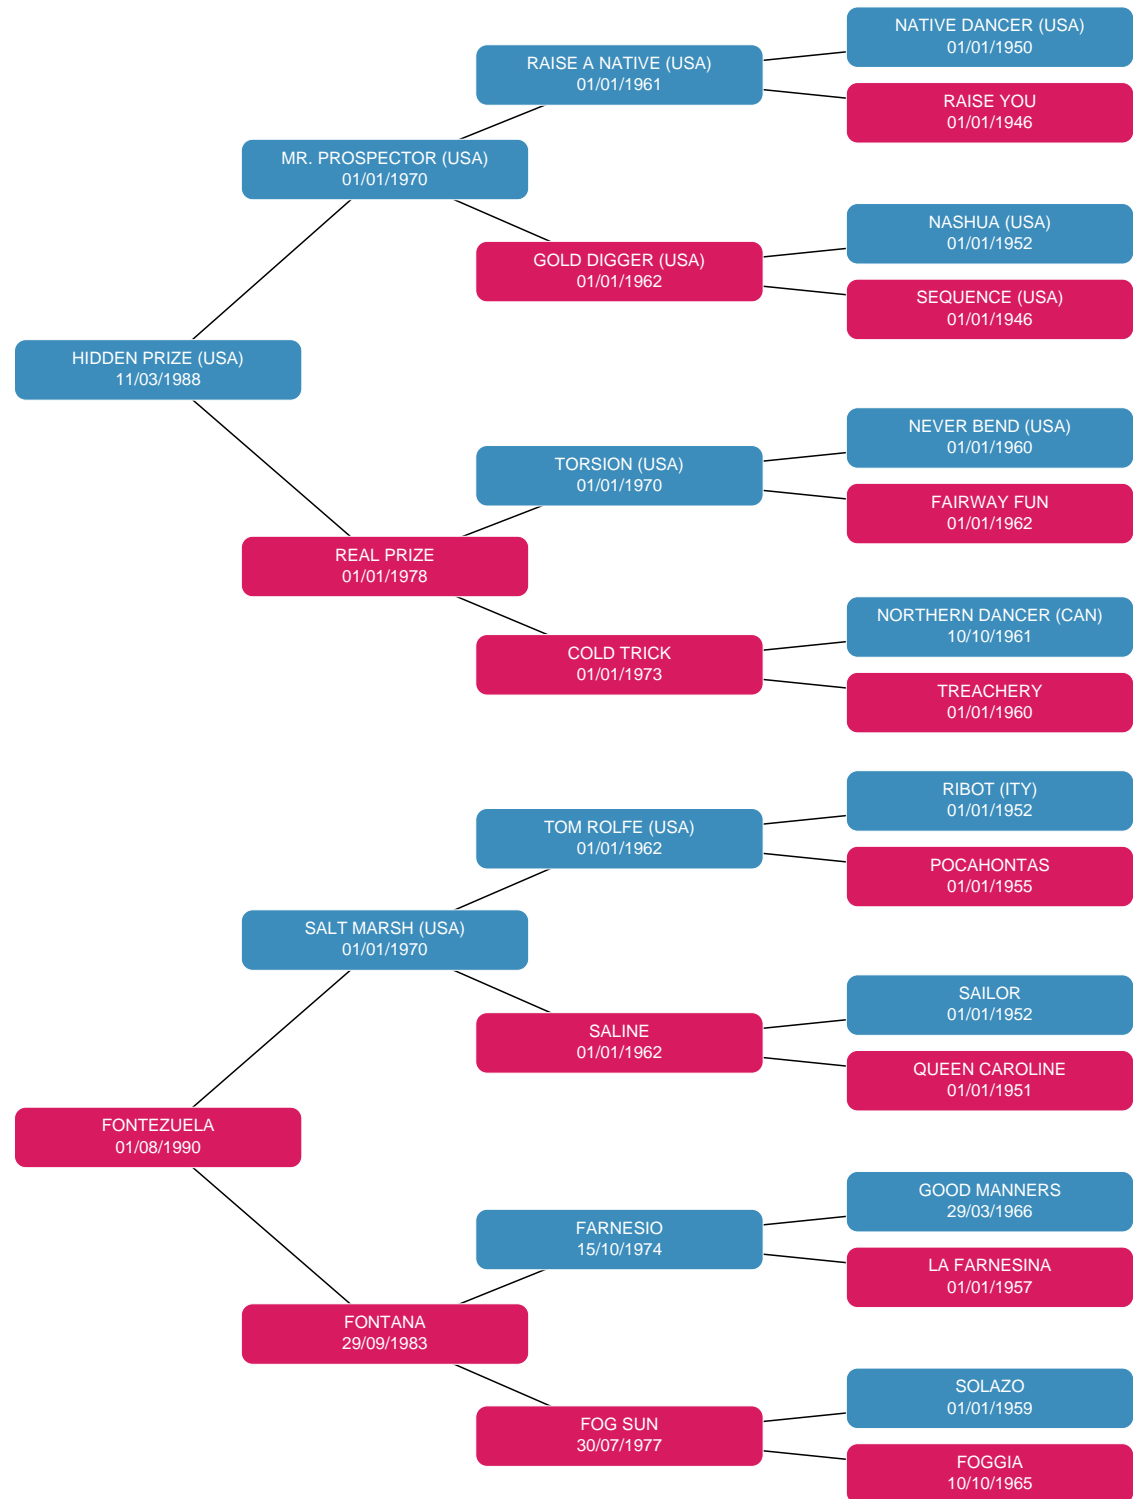 NATIVE DANCER (USA)
01/01/1950
RAISE A NATIVE (USA)
01/01/1961
RAISE YOU
01/01/1946
MR. PROSPECTOR (USA)
01/01/1970
NASHUA (USA)
01/01/1952
GOLD DIGGER (USA)
01/01/1962
SEQUENCE (USA)
01/01/1946
HIDDEN PRIZE (USA)
11/03/1988
NEVER BEND (USA)
01/01/1960
TORSION (USA)
01/01/1970
FAIRWAY FUN
01/01/1962
REAL PRIZE
01/01/1978
NORTHERN DANCER (CAN)
10/10/1961
COLD TRICK
01/01/1973
TREACHERY
01/01/1960
RIBOT (ITY)
01/01/1952
TOM ROLFE (USA)
01/01/1962
POCAHONTAS
01/01/1955
SALT MARSH (USA)
01/01/1970
SAILOR
01/01/1952
SALINE
01/01/1962
QUEEN CAROLINE
01/01/1951
FONTEZUELA
01/08/1990
GOOD MANNERS
29/03/1966
FARNESIO
15/10/1974
LA FARNESINA
01/01/1957
FONTANA
29/09/1983
SOLAZO
01/01/1959
FOG SUN
30/07/1977
FOGGIA
10/10/1965